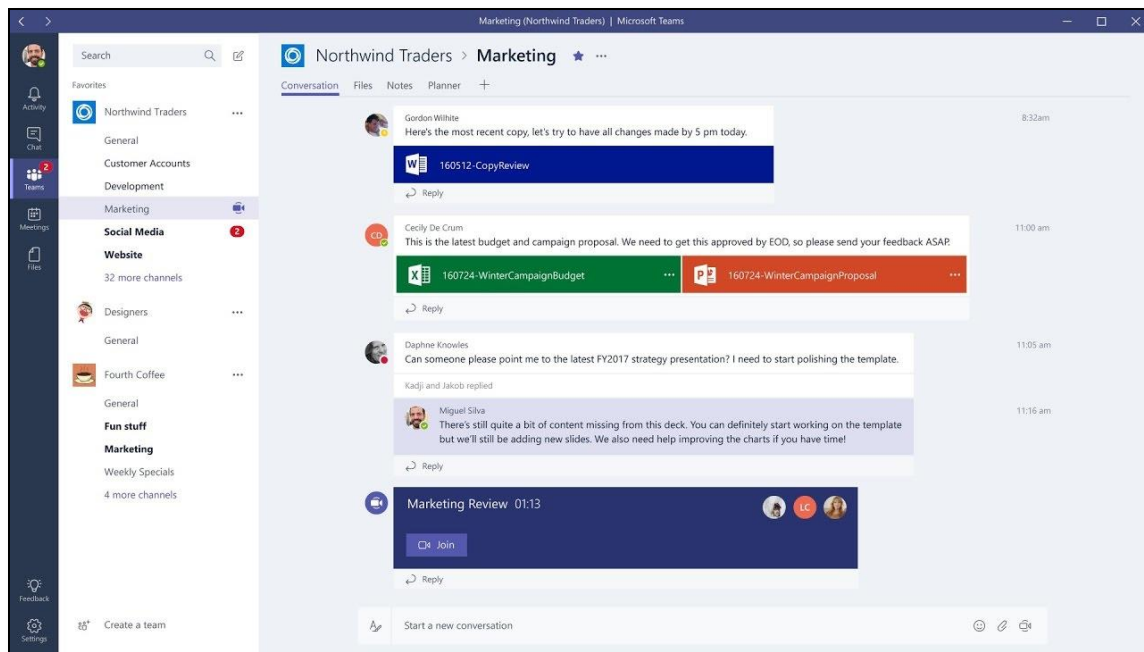 Marketing (Northwind Traders) | Microsoft Teams
Search
Activity
Chat
2
Teams
Meetings
Files
Feedback
Settings
Favorites
Northwind Traders
General
Customer Accounts
Development
Marketing
Social Media 2
Website
32 more channels
Designers
General
Fourth Coffee
General
Fun stuff
Marketing
Weekly Specials
4 more channels
Create a team
Northwind Traders > Marketing
Conversation Files Notes Planner
Gordon Wilhite 8:32am
Here's the most recent copy, let's try to have all changes made by 5 pm today.
160512-CopyReview
Reply
CD
Cecily De Crum 11:00 am
This is the latest budget and campaign proposal. We need to get this approved by EOD, so please send your feedback ASAP.
160724-WinterCampaignBudget 160724-WinterCampaignProposal
Reply
Daphne Knowles 11:05 am
Can someone please point me to the latest FY2017 strategy presentation? I need to start polishing the template.
Kadji and Jakob replied
Miguel Silva 11:16 am
There's still quite a bit of content missing from this deck. You can definitely start working on the template
but we'll still be adding new slides. We also need help improving the charts if you have time!
Reply
Marketing Review 01:13
LC
Join
Reply
Start a new conversation